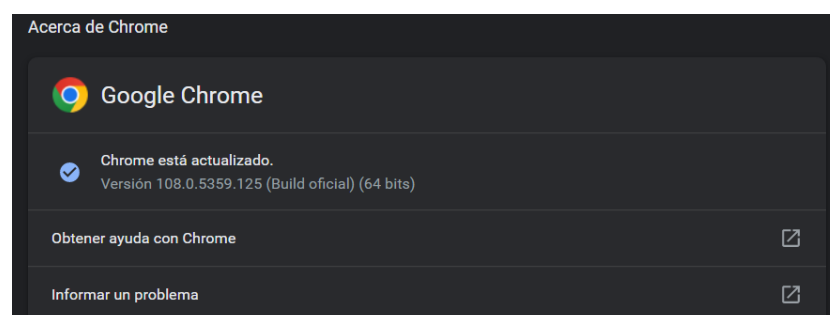 Acerca de Chrome
Google Chrome
Chrome está actualizado.
Versión 108.0.5359.125 (Build oficial) (64 bits)
Obtener ayuda con Chrome
Informar un problema